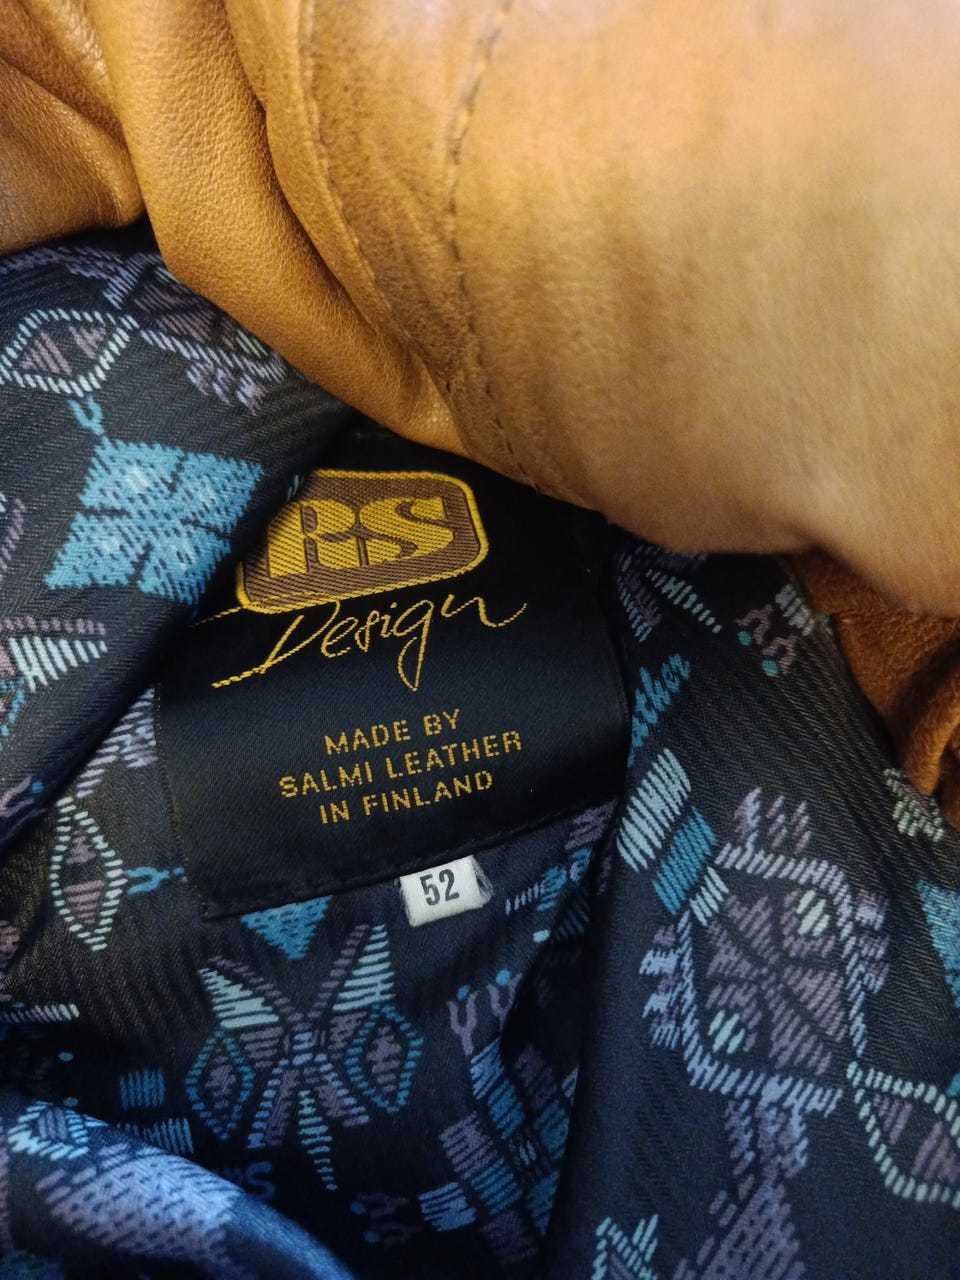 RS
Design
MADE BY
SALMI LEATHER
IN FINLAND
52